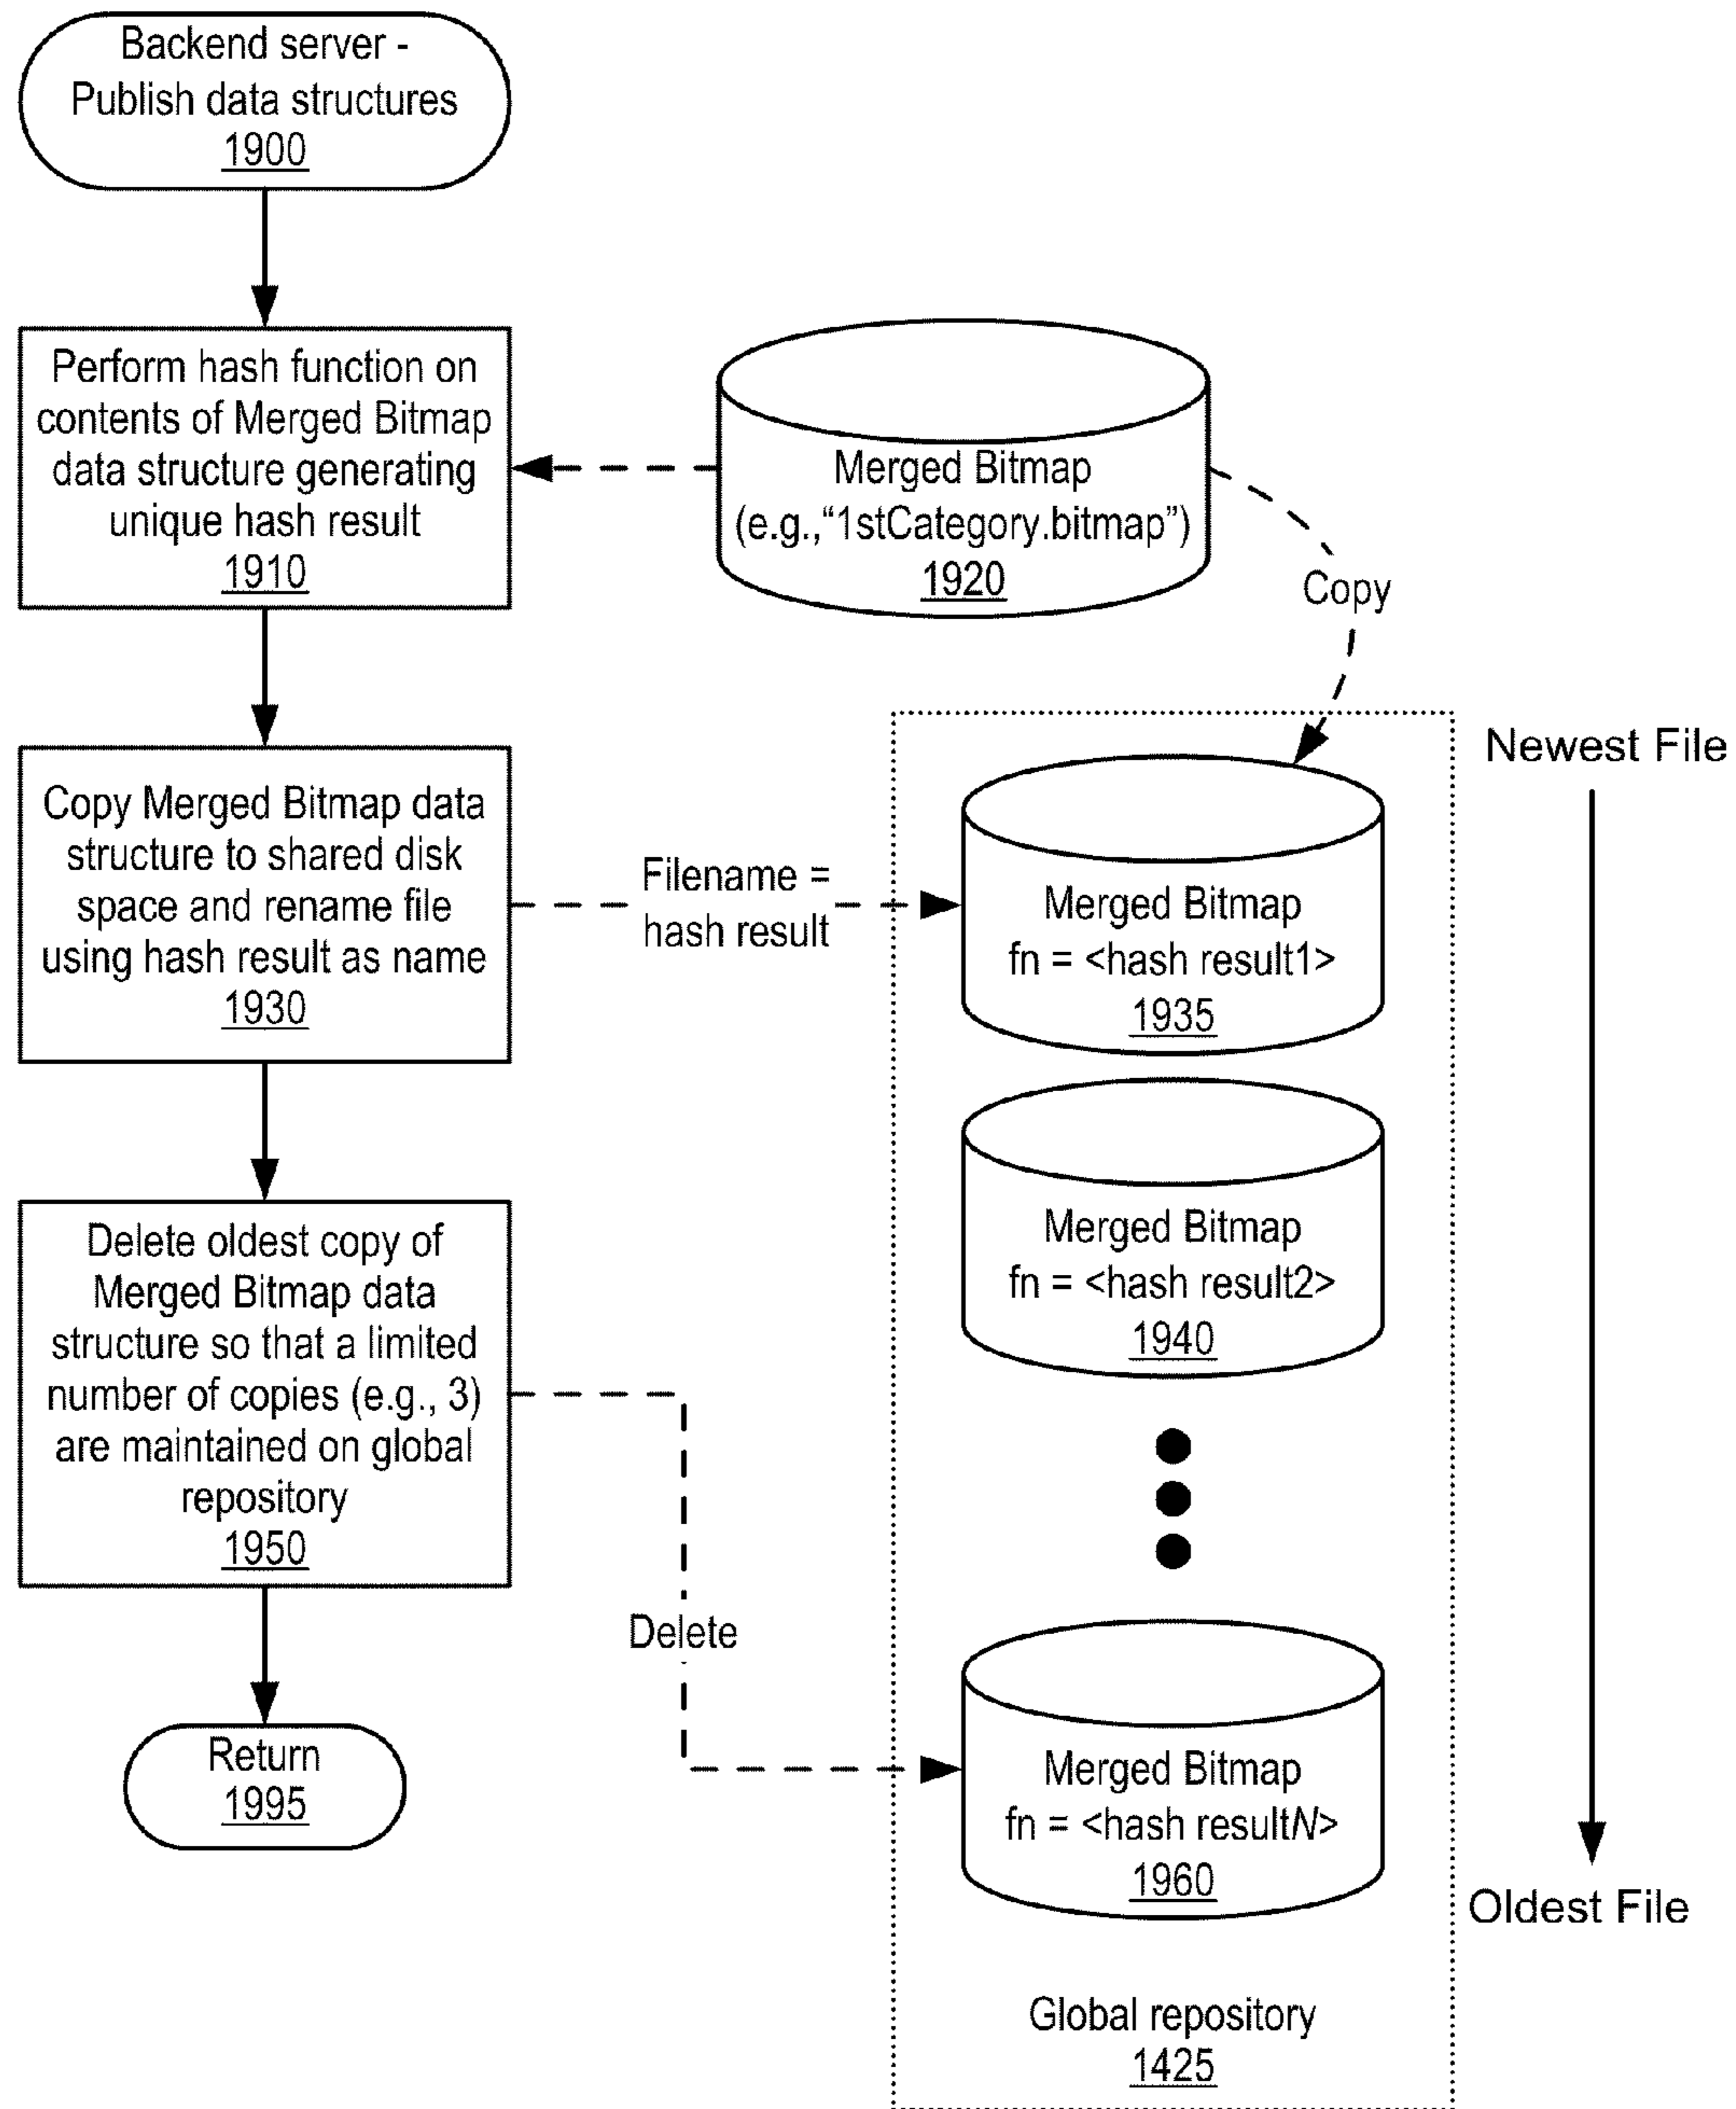 Backend server -
Publish data structures
1900
Perform hash function on
contents of Merged Bitmap
data structure generating
unique hash result
1910
Merged Bitmap
(e.g.,“1stCategory.bitmap”)
1920
Copy
Newest File
Copy Merged Bitmap data
structure to shared disk
space and rename file
using hash result as name
1930
Filename =
hash result
Merged Bitmap
fn = <hash result1>
1935
Merged Bitmap
fn = <hash result2>
1940
Delete oldest copy of
Merged Bitmap data
structure so that a limited
number of copies (e.g., 3)
are maintained on global
repository
1950
Delete
Merged Bitmap
fn = <hash resultN>
1960
Return
1995
Oldest File
Global repository
1425